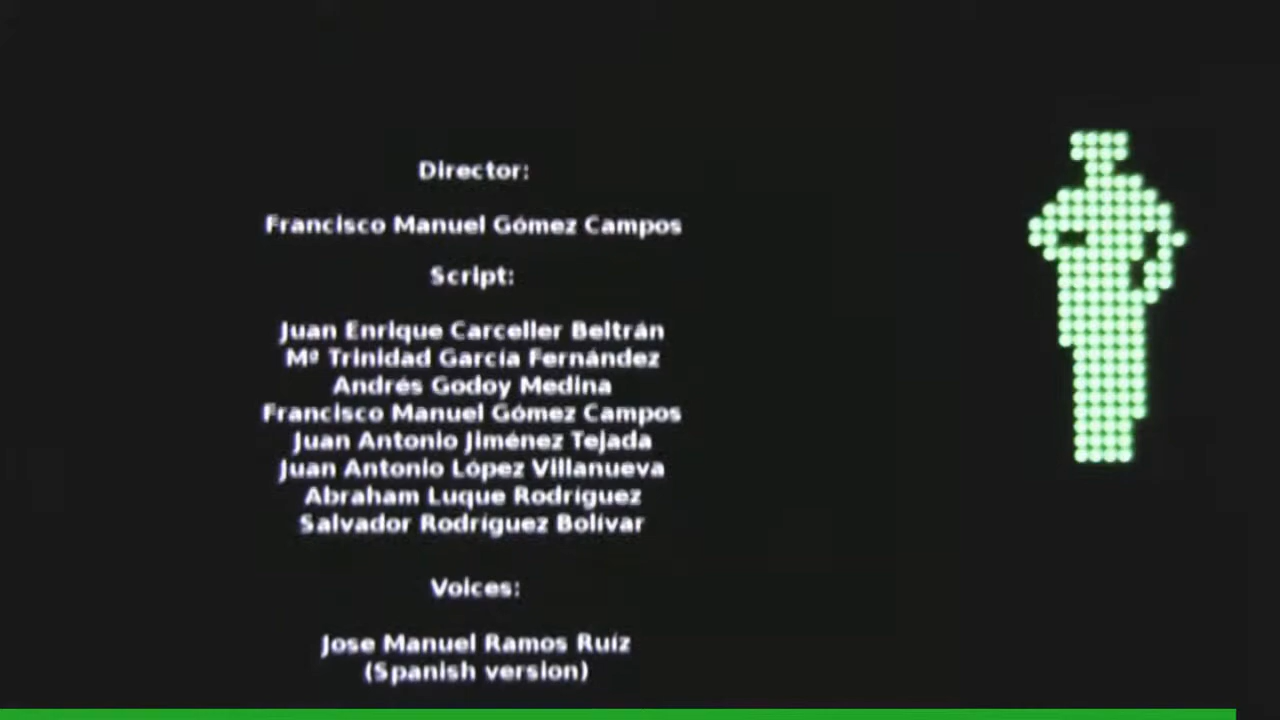 Director:
Francisco Manuel Gómez Campos
Script:
Juan Enrique Carceller Beltrán
Mª Trinidad García Fernández
Andrés Godoy Medina
Francisco Manuel Gómez Campos
Juan Antonio Jiménez Tejada
Juan Antonio López Villanueva
Abraham Luque Rodríguez
Salvador Rodríguez Bolívar
Voices:
Jose Manuel Ramos Ruíz
(Spanish version)